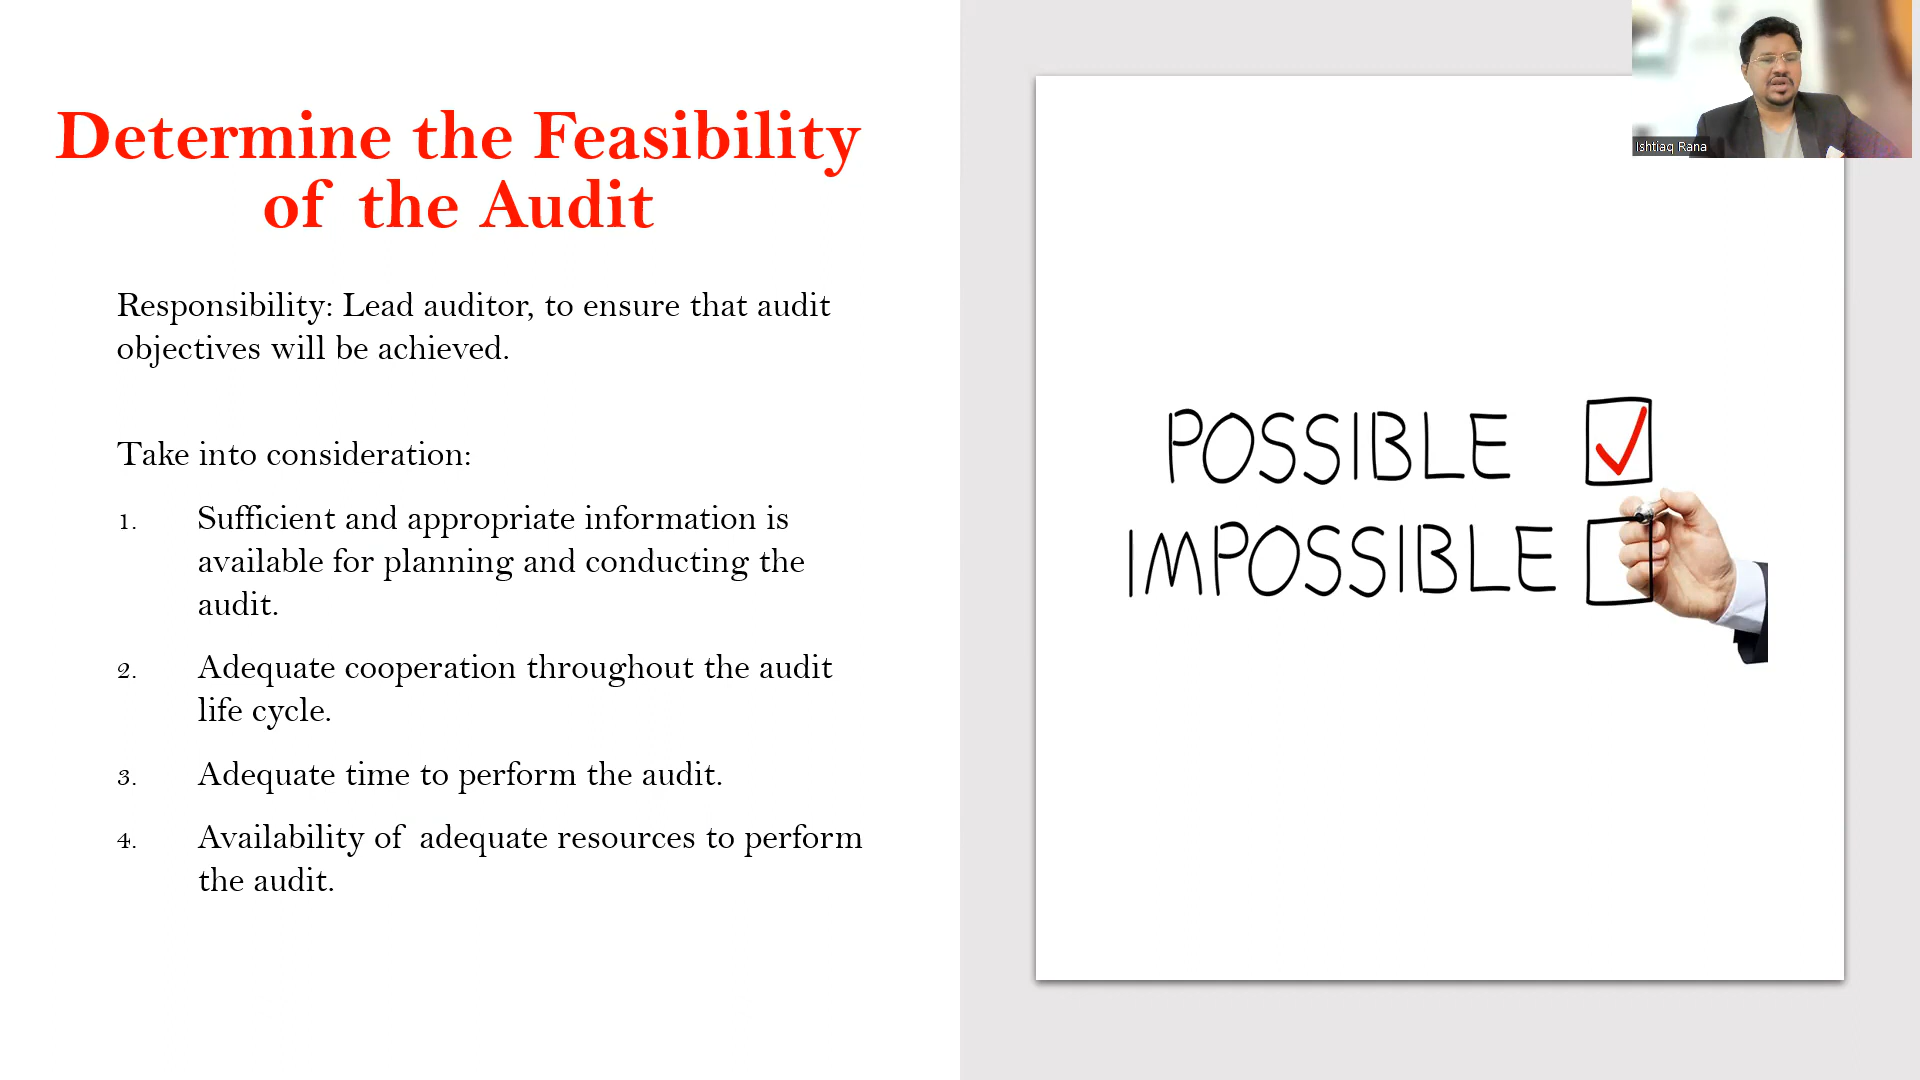 Determine the Feasibility
of the Audit
Responsibility: Lead auditor, to ensure that audit
objectives will be achieved.
Take into consideration:
1. Sufficient and appropriate information is
available for planning and conducting the
audit.
2. Adequate cooperation throughout the audit
life cycle.
3. Adequate time to perform the audit.
4. Availability of adequate resources to perform
the audit.
POSSIBLE
IMPOSSIBLE
Ishtiaq Rana